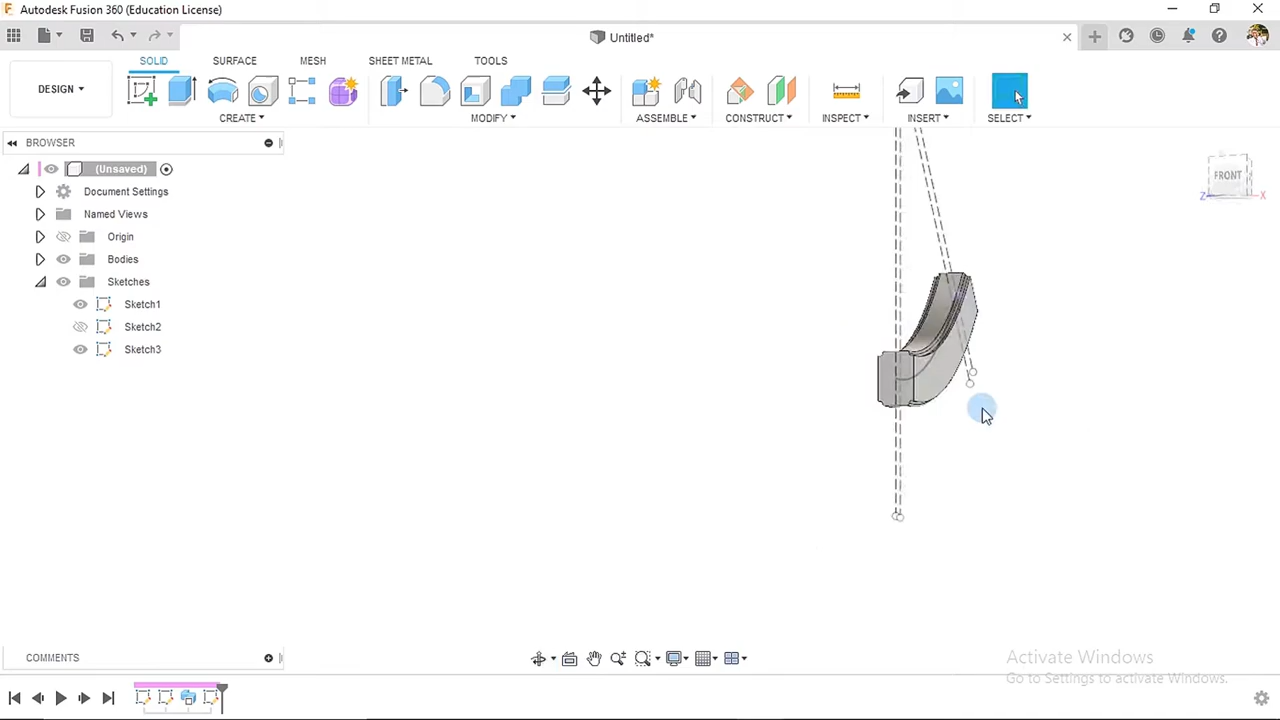 Autodesk Fusion 360 (Education License)
Untitled*
SOLID SURFACE MESH SHEET METAL TOOLS
DESIGN
CREATE MODIFY ASSEMBLE CONSTRUCT INSPECT INSERT SELECT
BROWSER
(Unsaved)
Document Settings
Named Views
Origin
Bodies
Sketches
Sketch1
Sketch2
Sketch3
FRONT
Z X
COMMENTS
Activate Windows
Go to Settings to activate Windows.